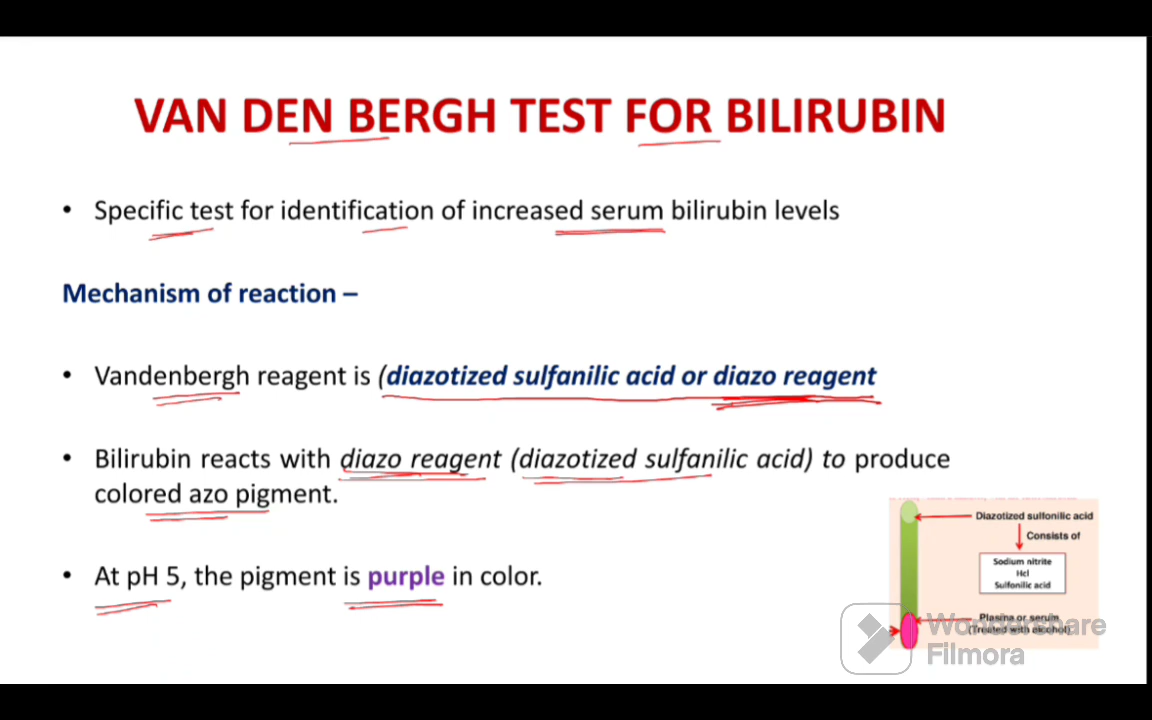 VAN DEN BERGH TEST FOR BILIRUBIN
• Specific test for identification of increased serum bilirubin levels
Mechanism of reaction –
• Vandenbergh reagent is (diazotized sulfanilic acid or diazo reagent
• Bilirubin reacts with diazo reagent (diazotized sulfanilic acid) to produce
colored azo pigment.
• At pH 5, the pigment is purple in color.
Diazotized sulfonilic acid
Consists of
Sodium nitrite
Hcl
Sulfonilic acid
Plasma or serum
(Treated with alcohol)
Wondershare
Filmora